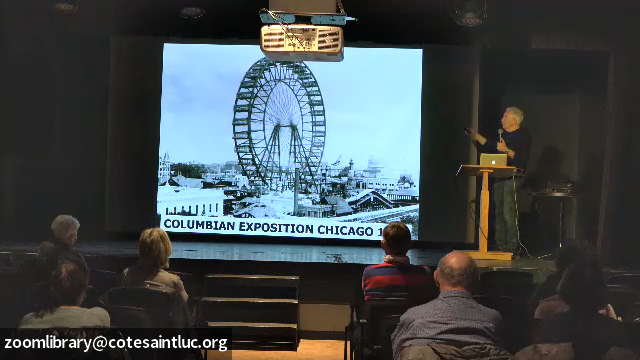 COLUMBIAN EXPOSITION CHICAGO 1
zoomlibrary@cotesaintluc.org